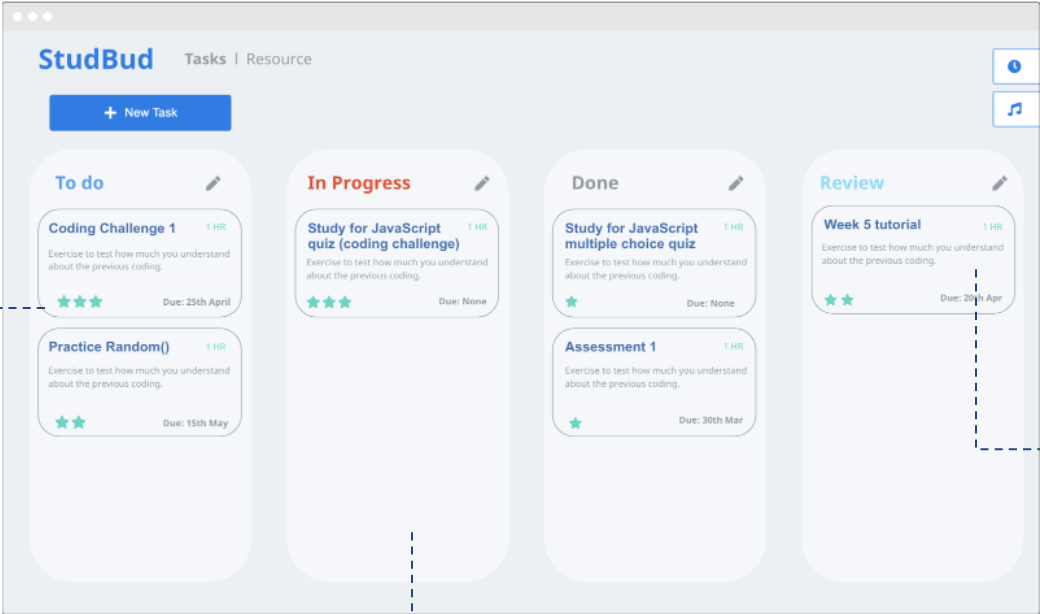 StudBud
Tasks | Resource
New Task
To do
Coding Challenge 1
1 HR
Exercise to test how much you understand
about the previous coding.
Due: 25th April
Practice Random()
1 HR
Exercise to test how much you understand
about the previous coding.
Due: 15th May
In Progress
Study for JavaScript
quiz (coding challenge)
1 HR
Exercise to test how much you understand
about the previous coding.
Due: None
Done
Study for JavaScript
multiple choice quiz
1 HR
Exercise to test how much you understand
about the previous coding.
Due: None
Assessment 1
1 HR
Exercise to test how much you understand
about the previous coding.
Due: 30th Mar
Review
Week 5 tutorial
1 HR
Exercise to test how much you understand
about the previous coding.
Due: 20th Apr